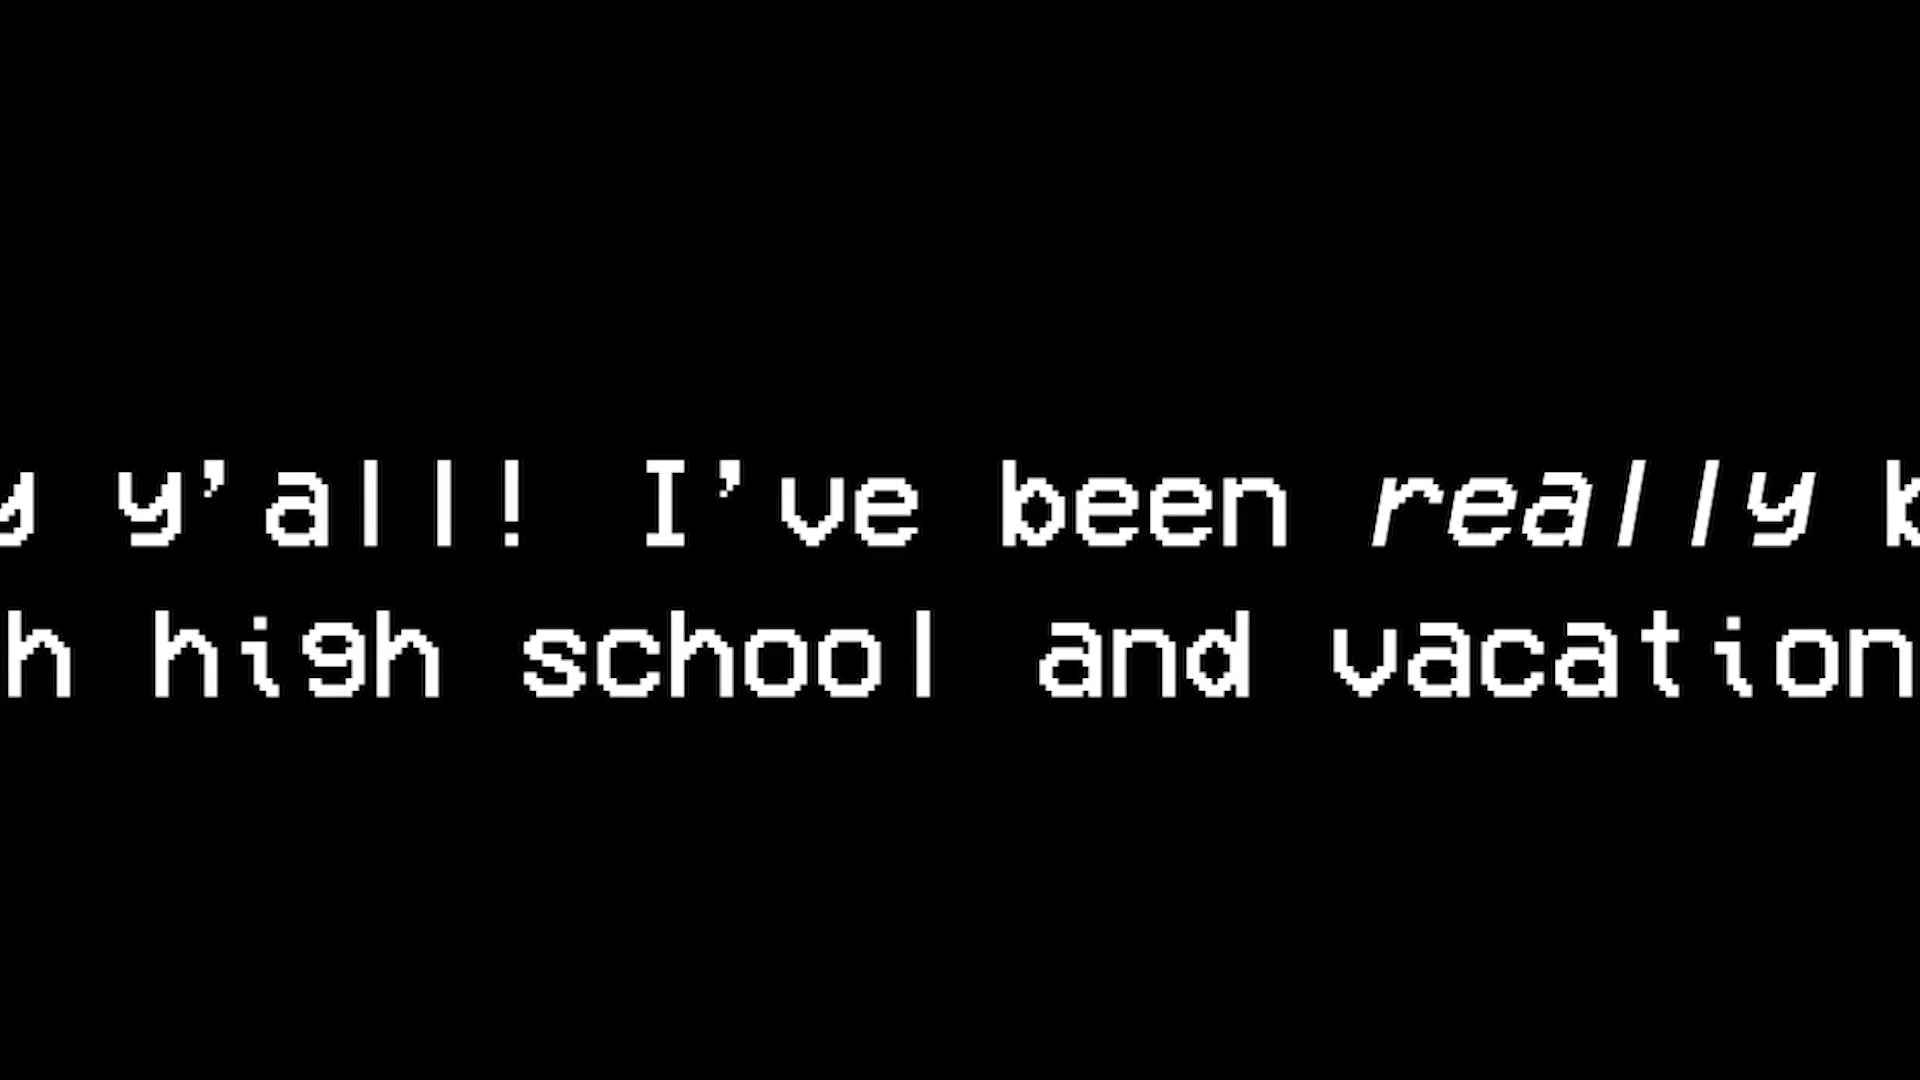 y y’all! I’ve been really b
h high school and vacation